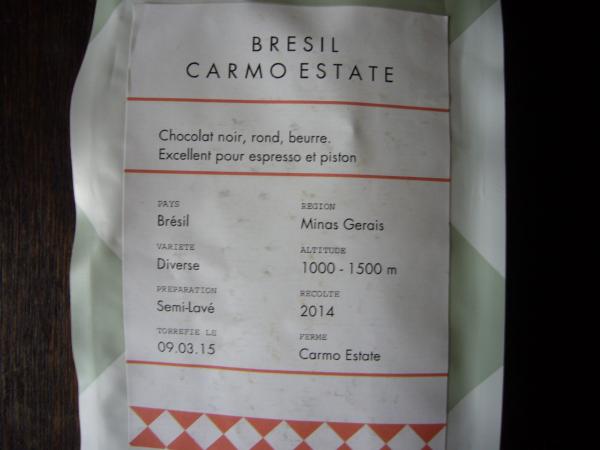 BRESIL
CARMO ESTATE
Chocolat noir, rond, beurre.
Excellent pour espresso et piston
PAYS
Brésil
REGION
Minas Gerais
VARIETE
Diverse
ALTITUDE
1000 - 1500 m
PREPARATION
Semi-Lavé
RECOLTE
2014
TORREFIE LE
09.03.15
FERME
Carmo Estate